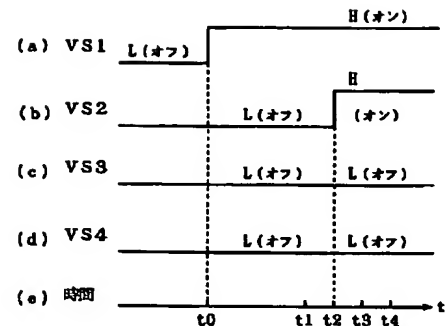 H(オン)
(a) VS1 L(オフ)
H
(b) VS2 L(オフ) (オン)
(c) VS3 L(オフ) L(オフ)
(d) VS4 L(オフ) L(オフ)
(e) 時間 t
t0 t1 t2 t3 t4